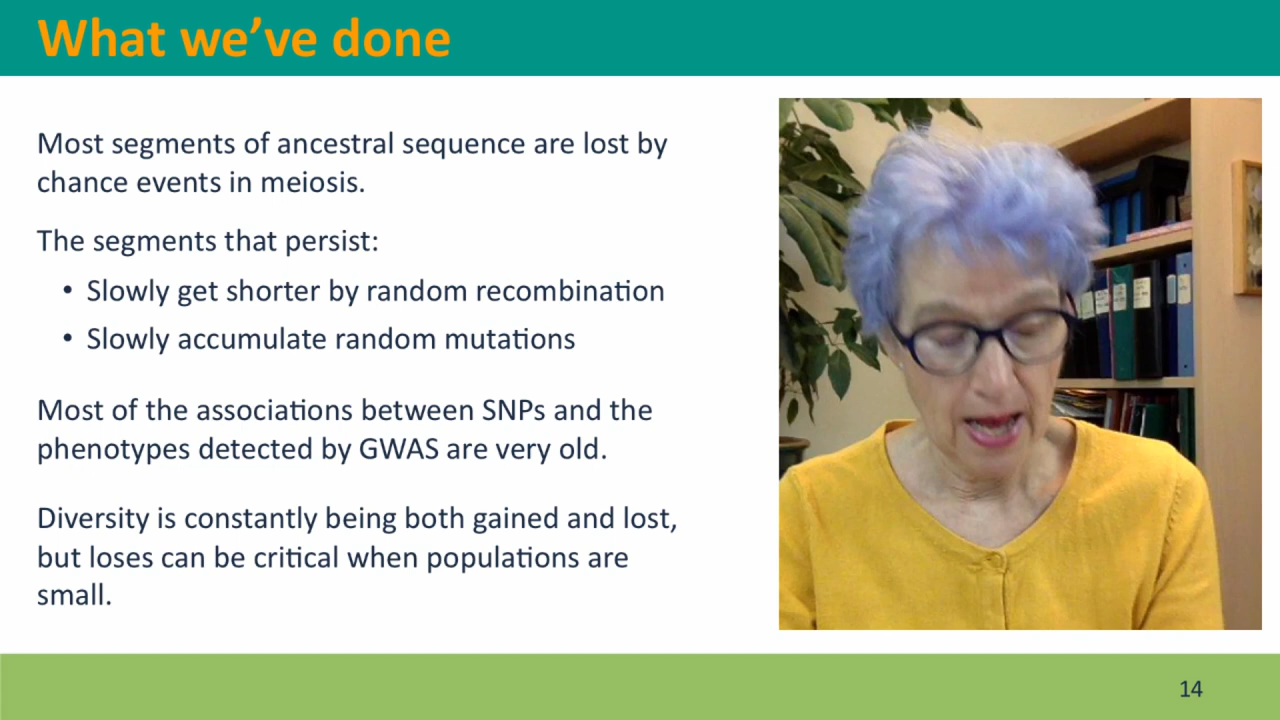 What we’ve done
Most segments of ancestral sequence are lost by
chance events in meiosis.
The segments that persist:
• Slowly get shorter by random recombination
• Slowly accumulate random mutations
Most of the associations between SNPs and the
phenotypes detected by GWAS are very old.
Diversity is constantly being both gained and lost,
but loses can be critical when populations are
small.
14